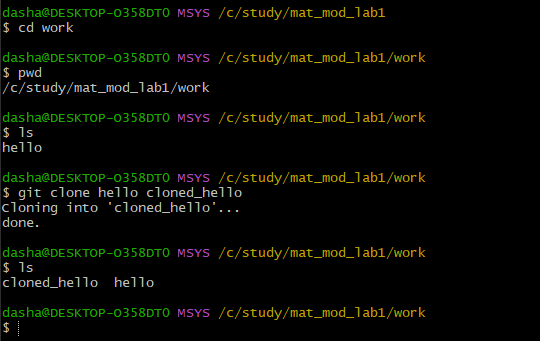 dasha@DESKTOP-O358DT0 MSYS /c/study/mat_mod_lab1
$ cd work
dasha@DESKTOP-O358DT0 MSYS /c/study/mat_mod_lab1/work
$ pwd
/c/study/mat_mod_lab1/work
dasha@DESKTOP-O358DT0 MSYS /c/study/mat_mod_lab1/work
$ ls
hello
dasha@DESKTOP-O358DT0 MSYS /c/study/mat_mod_lab1/work
$ git clone hello cloned_hello
Cloning into 'cloned_hello'...
done.
dasha@DESKTOP-O358DT0 MSYS /c/study/mat_mod_lab1/work
$ ls
cloned_hello  hello
dasha@DESKTOP-O358DT0 MSYS /c/study/mat_mod_lab1/work
$